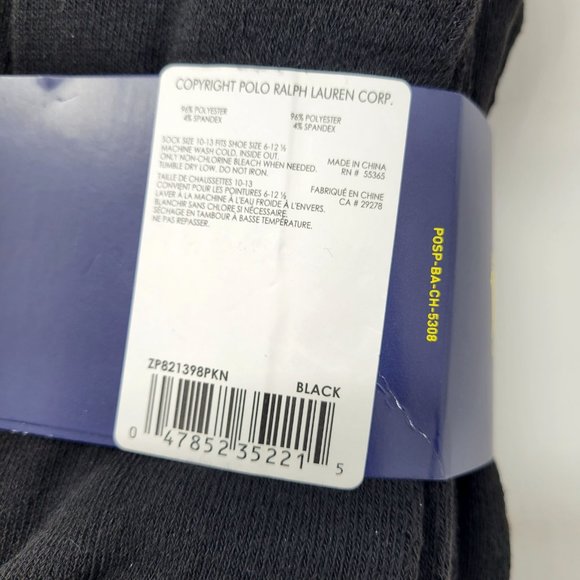 COPYRIGHT POLO RALPH LAUREN CORP.
96% POLYESTER
4% SPANDEX
96% POLYESTER
4% SPANDEX
SOCK SIZE 10-13 FITS SHOE SIZE 6-12 ½
MACHINE WASH COLD. INSIDE OUT.
ONLY NON-CHLORINE BLEACH WHEN NEEDED.
TUMBLE DRY LOW. DO NOT IRON.
MADE IN CHINA
RN # 55365
TAILLE DE CHAUSSETTES 10-13
CONVIENT POUR LES POINTURES 6-12 ½
LAVER À LA MACHINE À L'EAU FROIDE À L'ENVERS.
BLANCHIR SANS CHLORE SI NÉCESSAIRE.
SÉCHAGE EN TAMBOUR À BASSE TEMPÉRATURE.
NE PAS REPASSER.
FABRIQUÉ EN CHINE
CA # 29278
ZP821398PKN
BLACK
0 47852 35221 5
POSP-BA-CH-5308